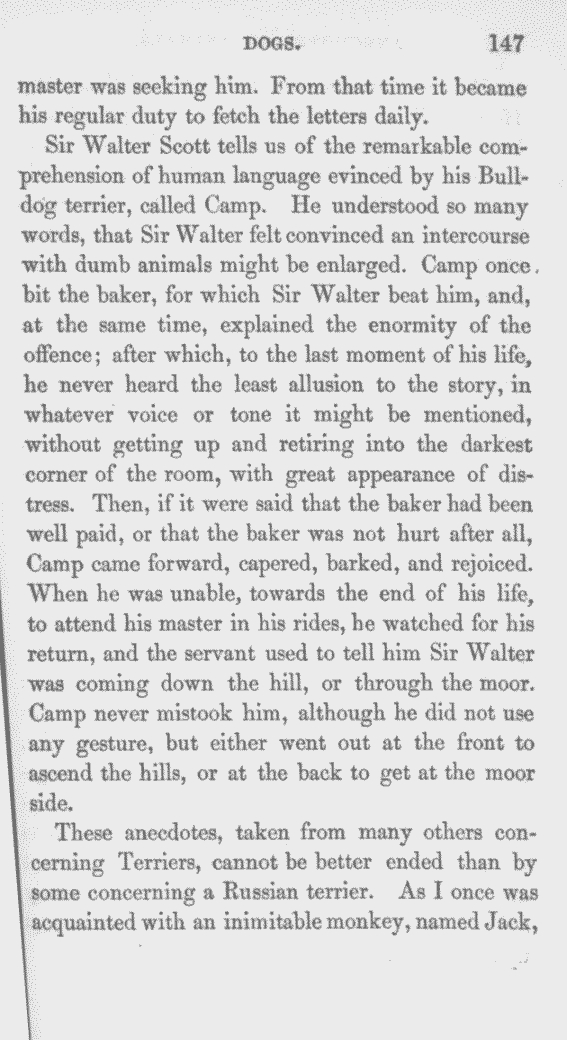 DOGS. 147
master was seeking him. From that time it became
his regular duty to fetch the letters daily.
Sir Walter Scott tells us of the remarkable com-
prehension of human language evinced by his Bull-
dog terrier, called Camp. He understood so many
words, that Sir Walter felt convinced an intercourse
with dumb animals might be enlarged. Camp once
bit the baker, for which Sir Walter beat him, and,
at the same time, explained the enormity of the
offence; after which, to the last moment of his life,
he never heard the least allusion to the story, in
whatever voice or tone it might be mentioned,
without getting up and retiring into the darkest
corner of the room, with great appearance of dis-
tress. Then, if it were said that the baker had been
well paid, or that the baker was not hurt after all,
Camp came forward, capered, barked, and rejoiced.
When he was unable, towards the end of his life,
to attend his master in his rides, he watched for his
return, and the servant used to tell him Sir Walter
was coming down the hill, or through the moor.
Camp never mistook him, although he did not use
any gesture, but either went out at the front to
ascend the hills, or at the back to get at the moor
side.
These anecdotes, taken from many others con-
cerning Terriers, cannot be better ended than by
some concerning a Russian terrier. As I once was
acquainted with an inimitable monkey, named Jack,